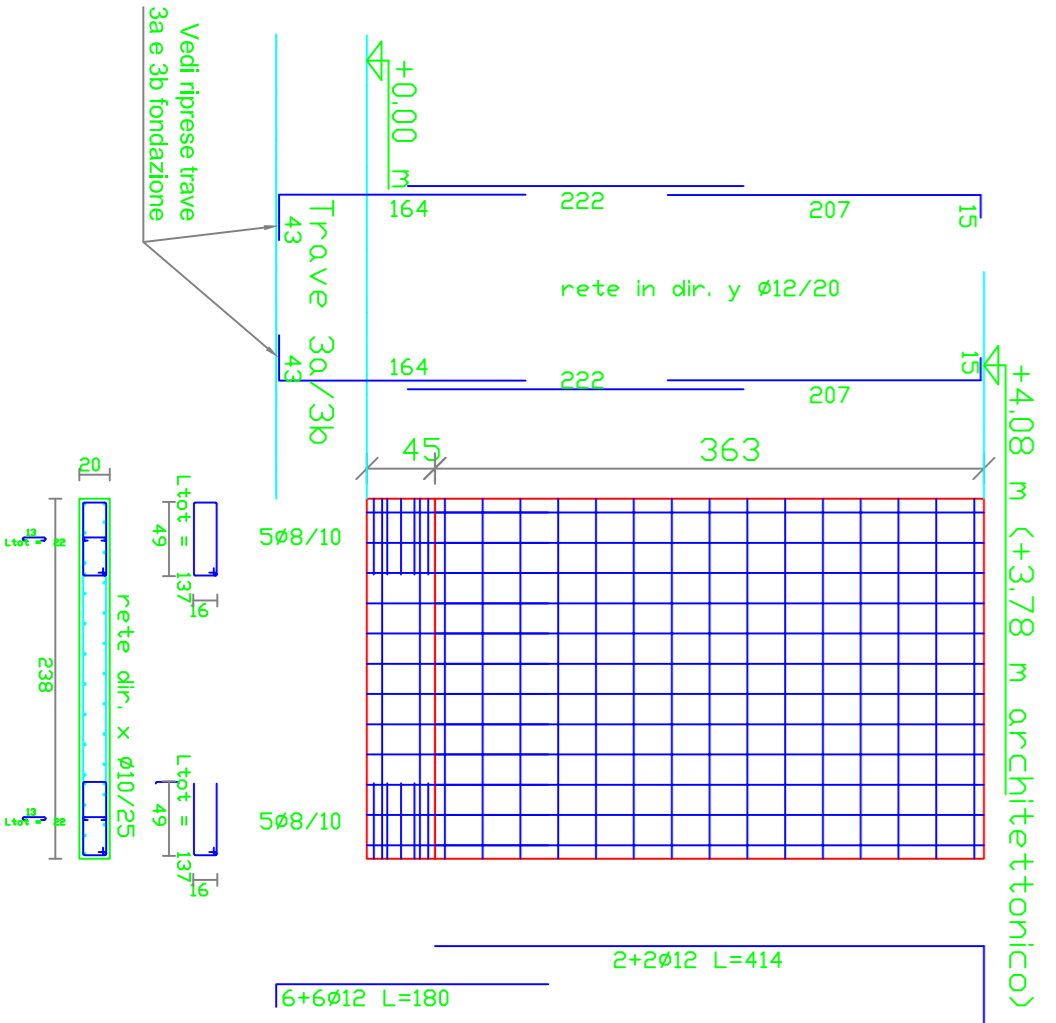 Vedi riprese trave
3a e 3b fondazione
+0.00 m
164
222
207
15
43
Trave 3a/3b
rete in dir. y Ø12/20
43
164
222
207
15
+4.08 m (+3.78 m architettonico)
45
363
20
Ltot = 137
49
16
13
Ltot = 22
5Ø8/10
rete dir. x Ø10/25
238
Ltot = 137
49
16
13
Ltot = 22
5Ø8/10
2+2Ø12 L=414
6+6Ø12 L=180